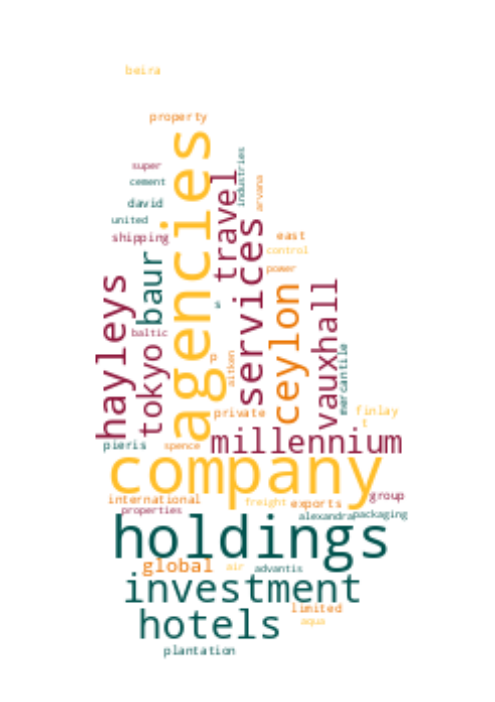 beira
property
agencies
super
cement
david
united
shipping
industries
travel
arvana
services
east
control
power
baur
hayleys
tokyo
s
ceylon
vauxhall
baltic
mercantile
p
aitken
private
finlay
t
pieris
spence
millennium
company
international
freight
exports
group
properties
alexandra
packaging
holdings
global
air
advantis
investment
limited
hotels
aqua
plantation